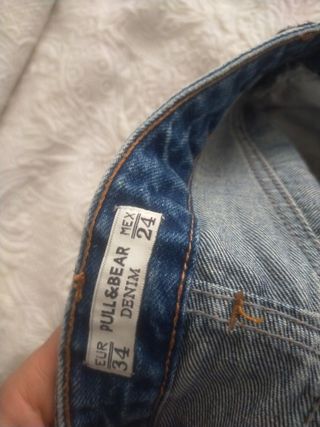 EUR 34
PULL&BEAR
DENIM
MEX 24